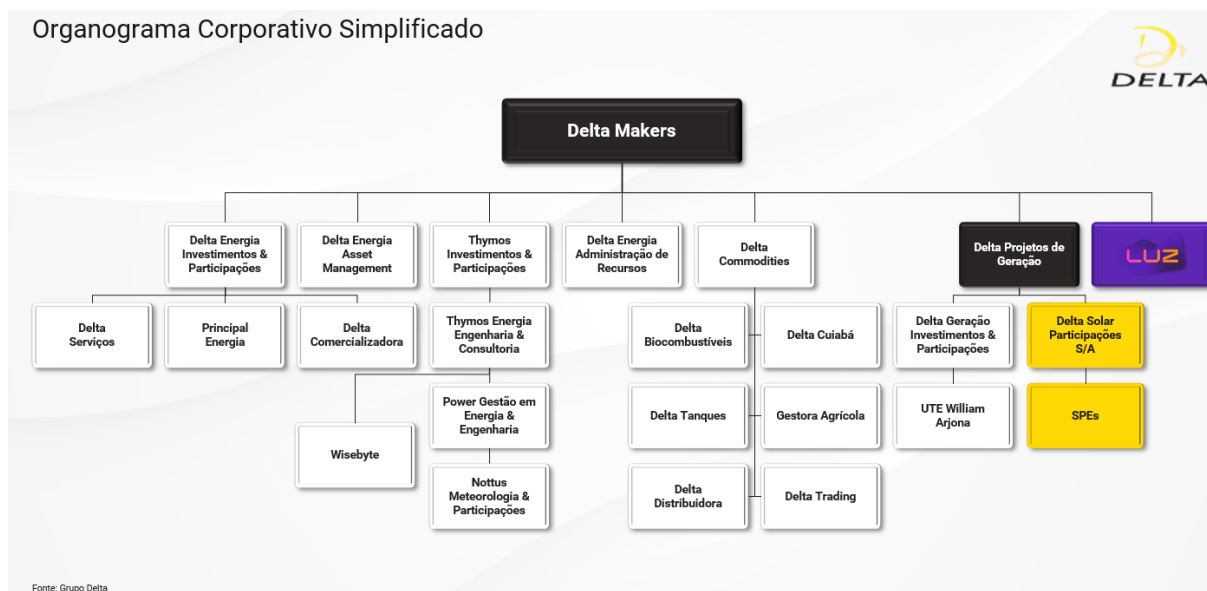 Organograma Corporativo Simplificado
DELTA
Delta Makers
Delta Energia
Investimentos &
Participações
Delta Energia
Asset
Management
Thymos
Investimentos &
Participações
Delta Energia
Administração de
Recursos
Delta
Commodities
Delta Projetos de
Geração
LUZ
Delta
Serviços
Principal
Energia
Delta
Comercializadora
Thymos Energia
Engenharia &
Consultoria
Delta
Biocombustíveis
Delta Cuiabá
Delta Geração
Investimentos &
Participações
Delta Solar
Participações
S/A
Wisebyte
Power Gestão em
Energia &
Engenharia
Delta Tanques
Gestora Agrícola
UTE William
Arjona
SPEs
Nottus
Meteorologia &
Participações
Delta
Distribuidora
Delta Trading
Fonte: Grupo Delta